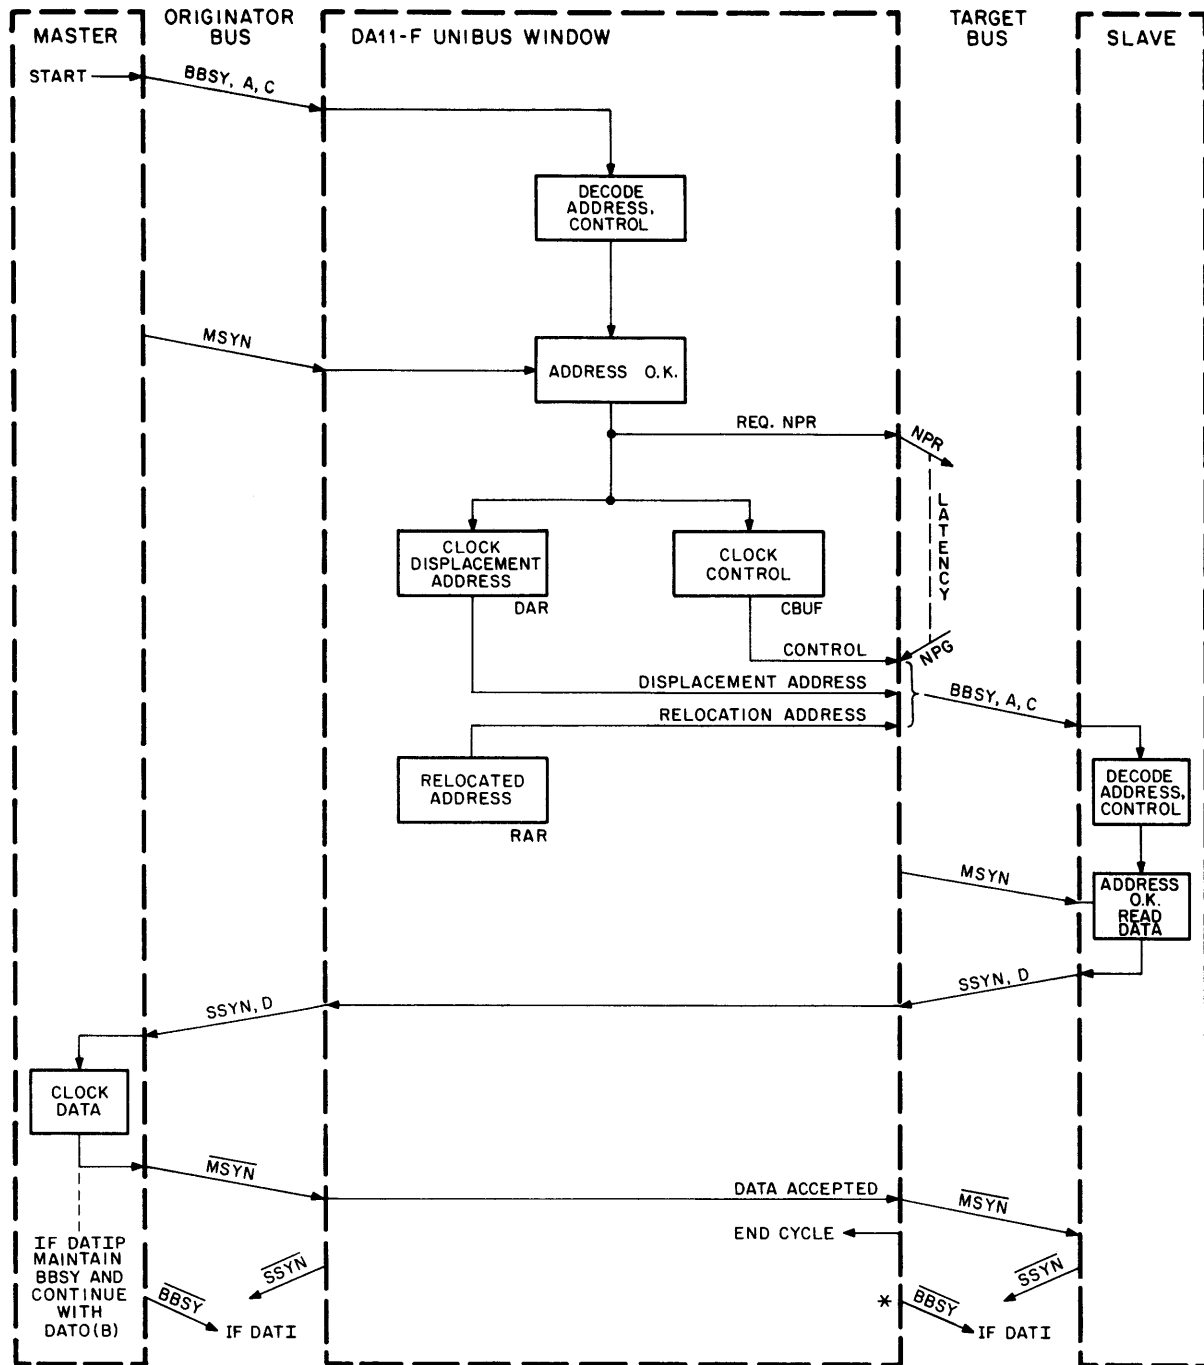 MASTER
ORIGINATOR
BUS
DA11-F UNIBUS WINDOW
TARGET
BUS
SLAVE
START
BBSY, A, C
DECODE
ADDRESS,
CONTROL
MSYN
ADDRESS O.K.
REQ. NPR
NPR
LATENCY
CLOCK
DISPLACEMENT
ADDRESS
DAR
CLOCK
CONTROL
CBUF
NPG
CONTROL
DISPLACEMENT ADDRESS
BBSY, A, C
RELOCATION ADDRESS
RELOCATED
ADDRESS
RAR
DECODE
ADDRESS,
CONTROL
MSYN
ADDRESS
O.K.
READ
DATA
SSYN, D
SSYN, D
CLOCK
DATA
MSYN
DATA ACCEPTED
MSYN
END CYCLE
IF DATIP
MAINTAIN
BBSY AND
CONTINUE
WITH
DATO(B)
SSYN
BBSY
IF DATI
SSYN
* BBSY
IF DATI